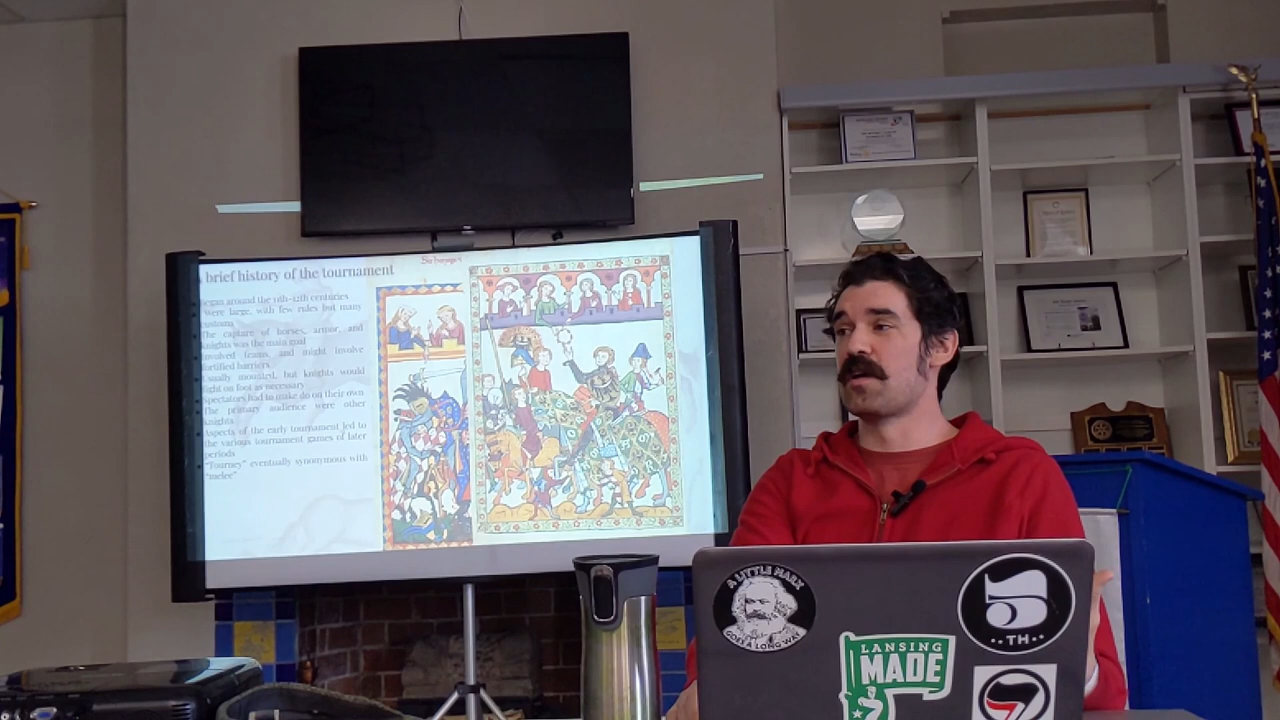 brief history of the tournament
began around the 11th-12th centuries
were large, with few rules but many
customs
The capture of horses, armor, and
knights was the main goal
Involved teams, and might involve
fortified barriers
Usually mounted, but knights would
fight on foot as necessary
Spectators had to make do on their own
The primary audience were other
knights
Aspects of the early tournament led to
the various tournament games of later
periods
"Tourney" eventually synonymous with
"melee"
A LITTLE MARX
GOES A LONG WAY
LANSING
MADE
5
TH